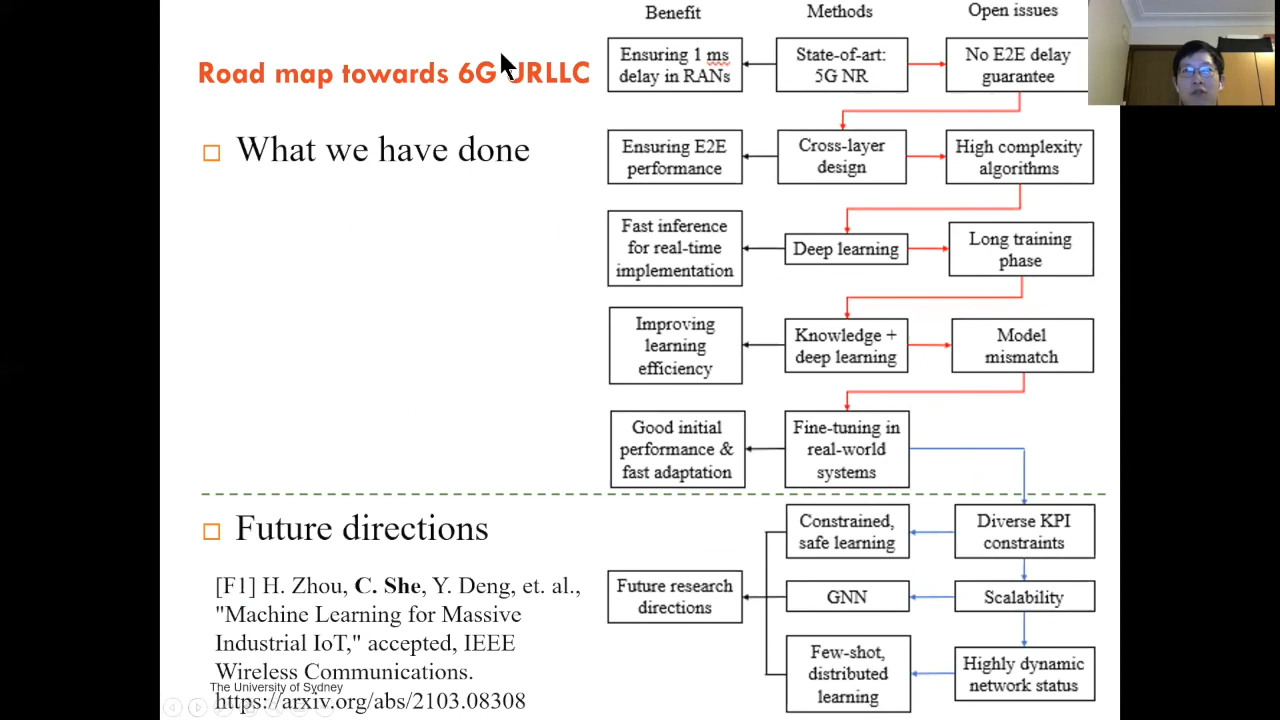 Benefit Methods Open issues
Road map towards 6G URLLC
Ensuring 1 ms
delay in RANs
State-of-art:
5G NR
No E2E delay
guarantee
What we have done
Ensuring E2E
performance
Cross-layer
design
High complexity
algorithms
Fast inference
for real-time
implementation
Deep learning
Long training
phase
Improving
learning
efficiency
Knowledge +
deep learning
Model
mismatch
Good initial
performance &
fast adaptation
Fine-tuning in
real-world
systems
Future directions
Constrained,
safe learning
Diverse KPI
constraints
Future research
directions
GNN
Scalability
Few-shot,
distributed
learning
Highly dynamic
network status
[F1] H. Zhou, C. She, Y. Deng, et. al.,
"Machine Learning for Massive
Industrial IoT," accepted, IEEE
Wireless Communications.
The University of Sydney
https://arxiv.org/abs/2103.08308